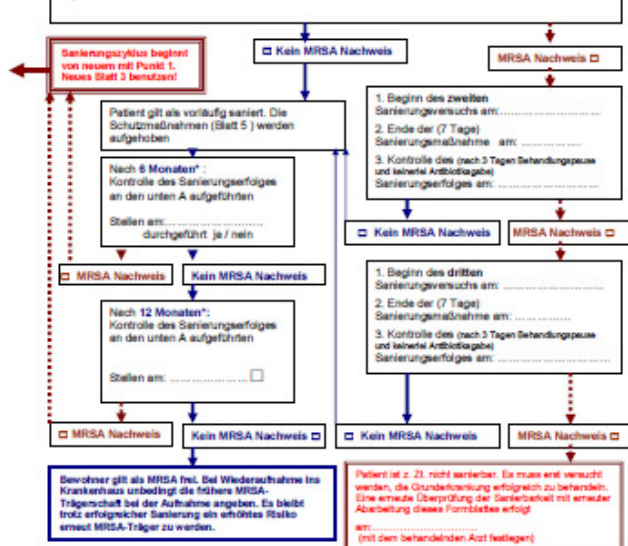 Sanierungszyklus beginnt
von neuem mit Punkt 1.
Neues Blatt 3 benutzen!
Kein MRSA Nachweis
MRSA Nachweis
Patient gilt als vorläufig saniert. Die
Schutzmaßnahmen (Blatt 5 ) werden
aufgehoben
1. Beginn des zweiten
Sanierungsversuchs am:..........................
2. Ende der (7 Tage)
Sanierungsmaßnahme am: ................
3. Kontrolle des (nach 3 Tagen Behandlungspause
und keinerlei Antibiotikagabe)
Sanierungserfolges am: ..........................
Nach 6 Monaten* :
Kontrolle des Sanierungserfolges
an den unten A aufgeführten
Stellen am:..........................
durchgeführt ja / nein
Kein MRSA Nachweis
MRSA Nachweis
MRSA Nachweis
Kein MRSA Nachweis
1. Beginn des dritten
Sanierungsversuchs am: ..........................
2. Ende der (7 Tage)
Sanierungsmaßnahme am: ................
3. Kontrolle des (nach 3 Tagen Behandlungspause
und keinerlei Antibiotikagabe)
Sanierungserfolges am: ..........................
Nach 12 Monaten*:
Kontrolle des Sanierungserfolges
an den unten A aufgeführten
Stellen am: ......................
MRSA Nachweis
Kein MRSA Nachweis
Kein MRSA Nachweis
MRSA Nachweis
Bewohner gilt als MRSA frei. Bei Wiederaufnahme ins
Krankenhaus unbedingt die frühere MRSA-
Trägerschaft bei der Aufnahme angeben. Es bleibt
trotz erfolgreicher Sanierung ein erhöhtes Risiko
erneut MRSA-Träger zu werden.
Patient ist z. Zt. nicht sanierbar. Es muss erst versucht
werden, die Grunderkrankung erfolgreich zu behandeln.
Eine erneute Überprüfung der Sanierbarkeit mit erneuter
Abarbeitung dieses Formblattes erfolgt
am:..........................
(mit dem behandelnden Arzt festlegen)